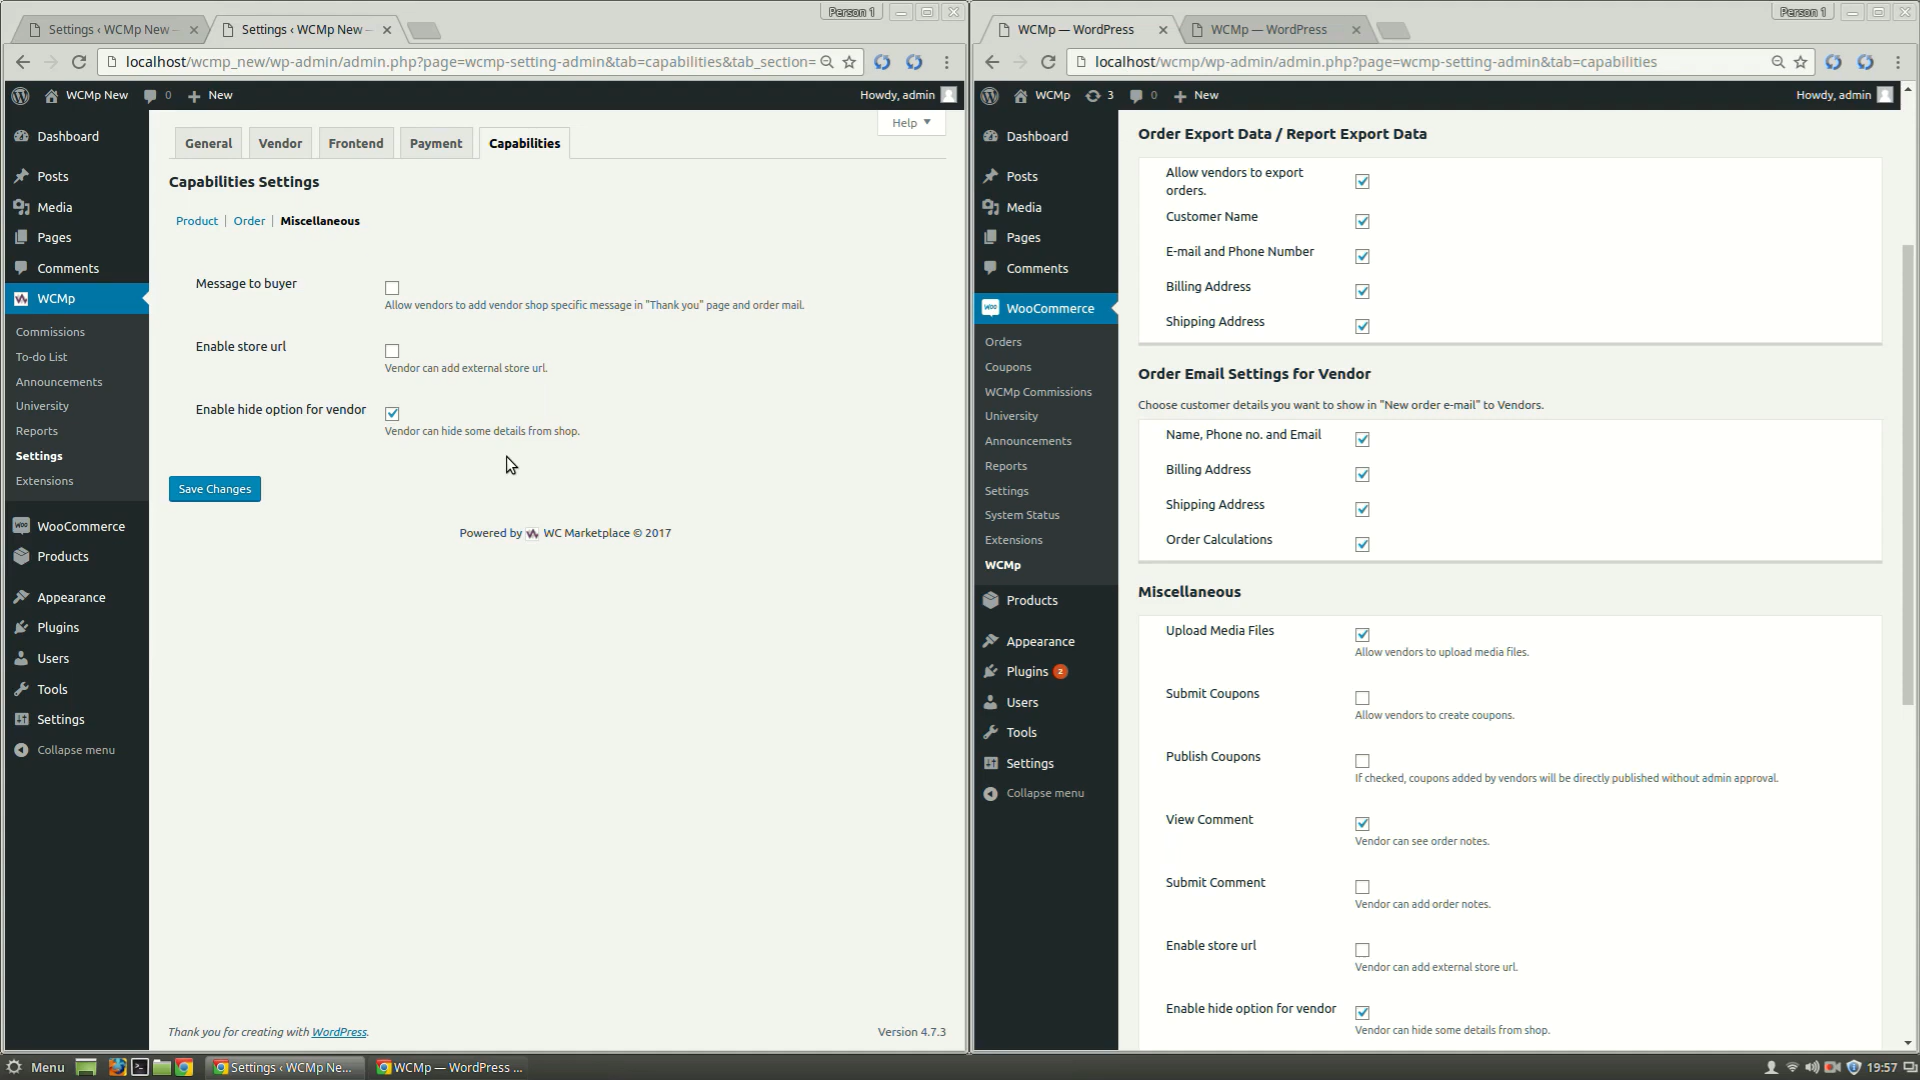 Person 1
Settings ‹ WCMp New
Settings ‹ WCMp New
localhost/wcmp_new/wp-admin/admin.php?page=wcmp-setting-admin&tab=capabilities&tab_section=
WCMp New
0
New
Howdy, admin
Help
Dashboard
Posts
Media
Pages
Comments
WCMp
Commissions
To-do List
Announcements
University
Reports
Settings
Extensions
WooCommerce
Products
Appearance
Plugins
Users
Tools
Settings
Collapse menu
General
Vendor
Frontend
Payment
Capabilities
Capabilities Settings
Product | Order | Miscellaneous
Message to buyer
Allow vendors to add vendor shop specific message in "Thank you" page and order mail.
Enable store url
Vendor can add external store url.
Enable hide option for vendor
Vendor can hide some details from shop.
Save Changes
Powered by WC Marketplace © 2017
Thank you for creating with WordPress.
Version 4.7.3
Person 1
WCMp — WordPress
WCMp — WordPress
localhost/wcmp/wp-admin/admin.php?page=wcmp-setting-admin&tab=capabilities
WCMp
3
0
New
Howdy, admin
Dashboard
Posts
Media
Pages
Comments
WooCommerce
Orders
Coupons
WCMp Commissions
University
Announcements
Reports
Settings
System Status
Extensions
WCMp
Products
Appearance
Plugins 2
Users
Tools
Settings
Collapse menu
Order Export Data / Report Export Data
Allow vendors to export
orders.
Customer Name
E-mail and Phone Number
Billing Address
Shipping Address
Order Email Settings for Vendor
Choose customer details you want to show in "New order e-mail" to Vendors.
Name, Phone no. and Email
Billing Address
Shipping Address
Order Calculations
Miscellaneous
Upload Media Files
Allow vendors to upload media files.
Submit Coupons
Allow vendors to create coupons.
Publish Coupons
If checked, coupons added by vendors will be directly published without admin approval.
View Comment
Vendor can see order notes.
Submit Comment
Vendor can add order notes.
Enable store url
Vendor can add external store url.
Enable hide option for vendor
Vendor can hide some details from shop.
Menu
Settings ‹ WCMp Ne...
WCMp — WordPress ...
19:57